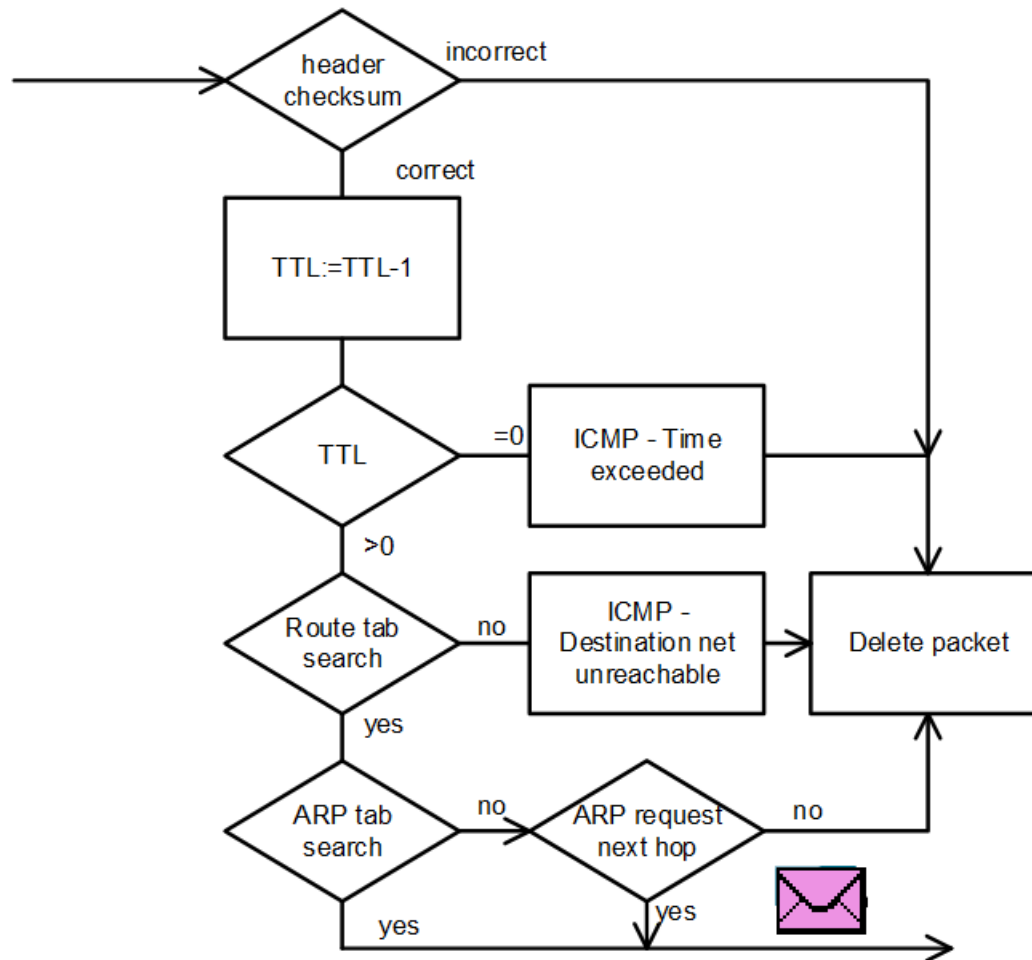 header
checksum
incorrect
correct
TTL:=TTL-1
TTL
=0
ICMP - Time
exceeded
>0
Route tab
search
no
ICMP -
Destination net
unreachable
Delete packet
yes
ARP tab
search
no
ARP request
next hop
no
yes
yes